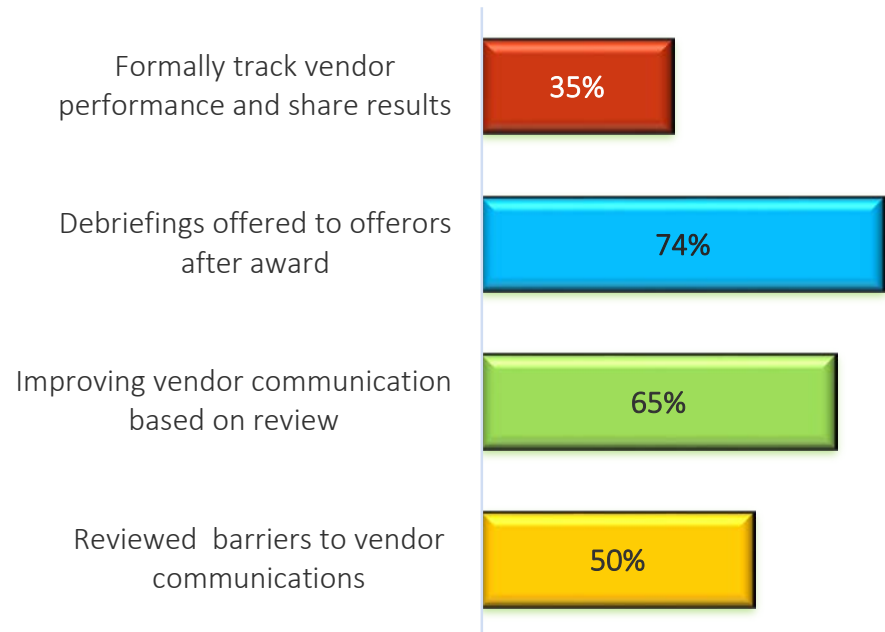 Formally track vendor
performance and share results
35%
Debriefings offered to offerors
after award
74%
Improving vendor communication
based on review
65%
Reviewed  barriers to vendor
communications
50%